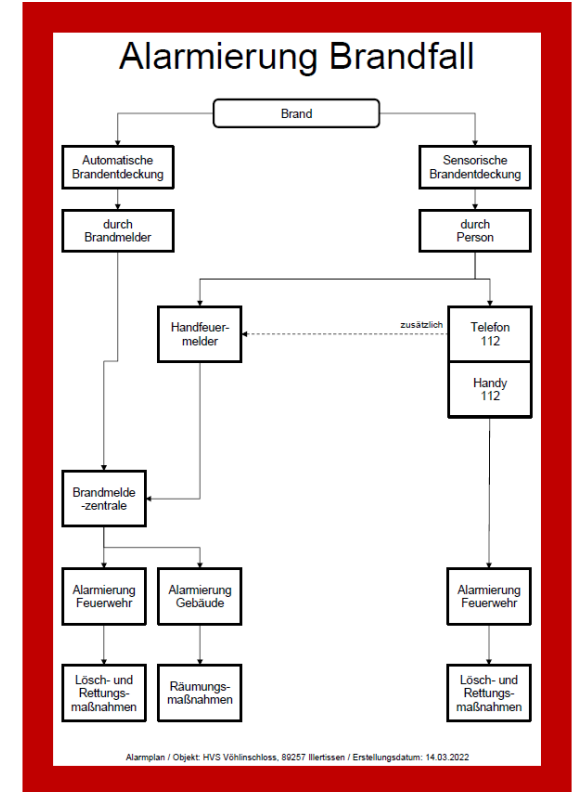 Alarmierung Brandfall
Brand
Automatische
Brandentdeckung
Sensorische
Brandentdeckung
durch
Brandmelder
durch
Person
Handfeuer-
melder
zusätzlich
Telefon
112
Handy
112
Brandmelde
-zentrale
Alarmierung
Feuerwehr
Alarmierung
Gebäude
Alarmierung
Feuerwehr
Lösch- und
Rettungs-
maßnahmen
Räumungs-
maßnahmen
Lösch- und
Rettungs-
maßnahmen
Alarmplan / Objekt: HVS Vöhlinschloss, 89257 Illertissen / Erstellungsdatum: 14.03.2022